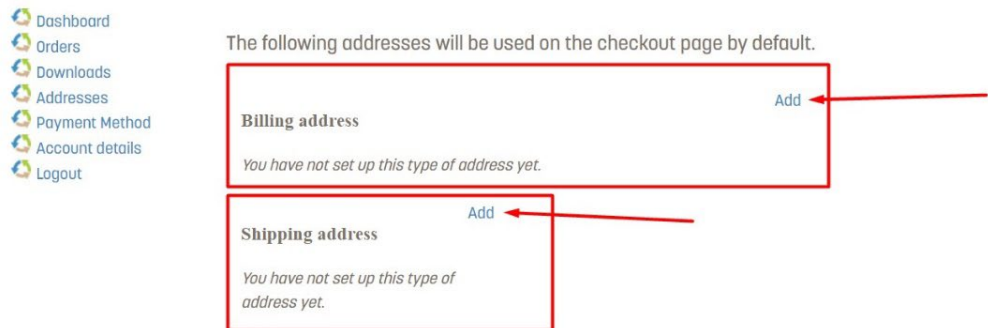 Dashboard
Orders
Downloads
Addresses
Payment Method
Account details
Logout
The following addresses will be used on the checkout page by default.
Add
Billing address
You have not set up this type of address yet.
Add
Shipping address
You have not set up this type of
address yet.